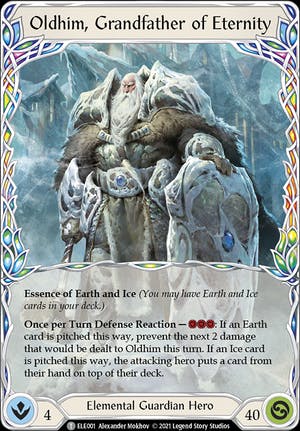 Oldhim, Grandfather of Eternity
Essence of Earth and Ice (You may have Earth and Ice
cards in your deck.)
Once per Turn Defense Reaction — : If an Earth
card is pitched this way, prevent the next 2 damage
that would be dealt to Oldhim this turn. If an Ice card
is pitched this way, the attacking hero puts a card from
their hand on top of their deck.
4
Elemental Guardian Hero
40
T ELE001 Alexander Mokhov © 2021 Legend Story Studios